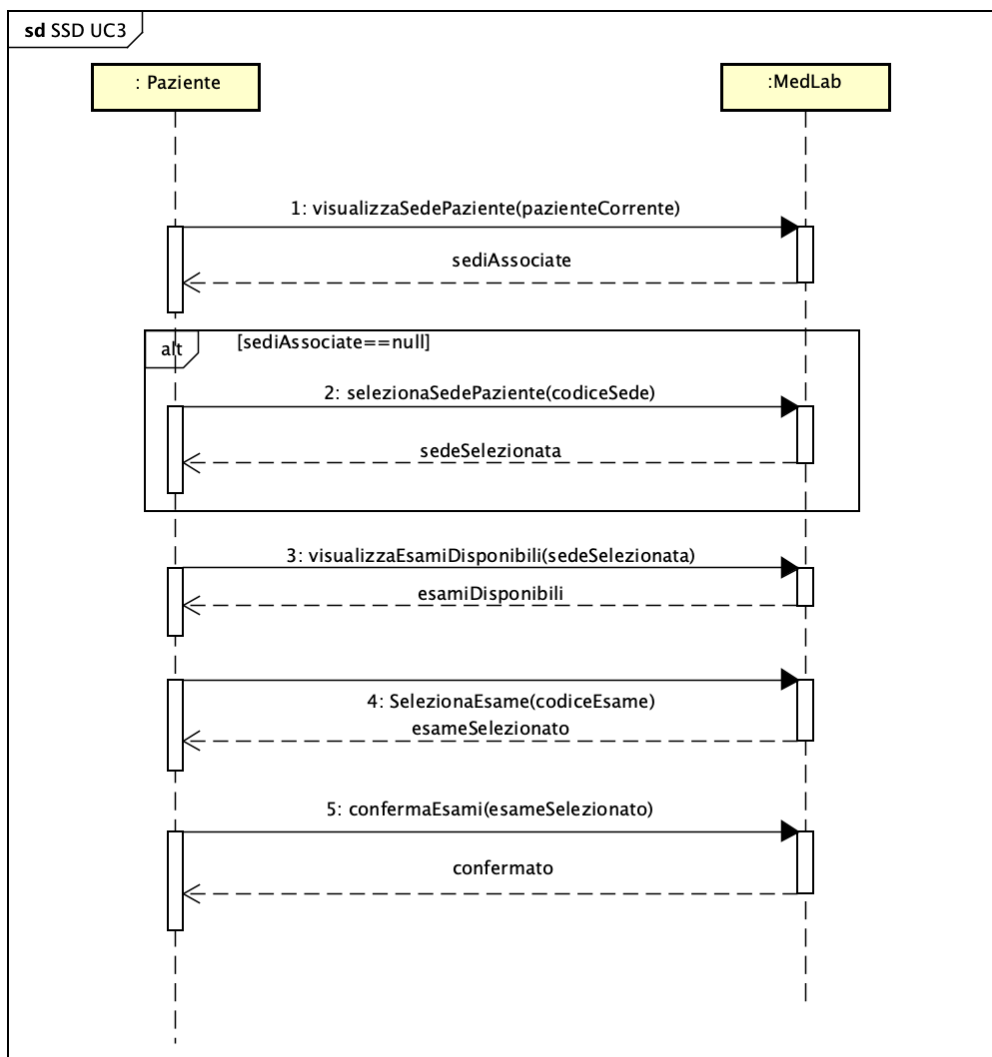 sd SSD UC3
: Paziente
:MedLab
1: visualizzaSedePaziente(pazienteCorrente)
sediAssociate
alt
[sediAssociate==null]
2: selezionaSedePaziente(codiceSede)
sedeSelezionata
3: visualizzaEsamiDisponibili(sedeSelezionata)
esamiDisponibili
4: SelezionaEsame(codiceEsame)
esameSelezionato
5: confermaEsami(esameSelezionato)
confermato